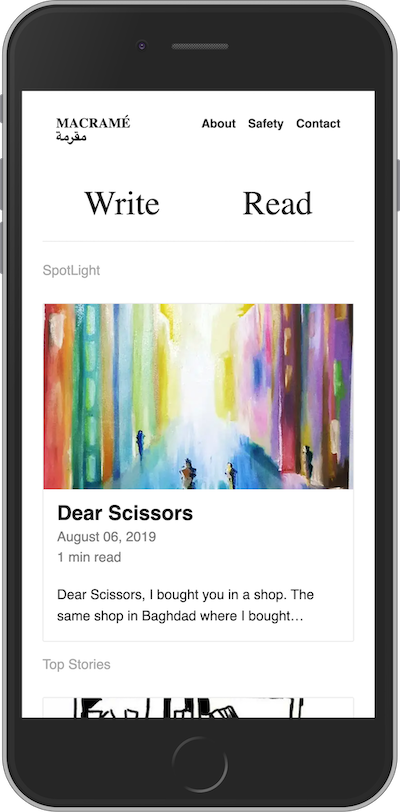 MACRAMÉ
مقرمة
About Safety Contact
Write Read
SpotLight
Dear Scissors
August 06, 2019
1 min read
Dear Scissors, I bought you in a shop. The
same shop in Baghdad where I bought…
Top Stories